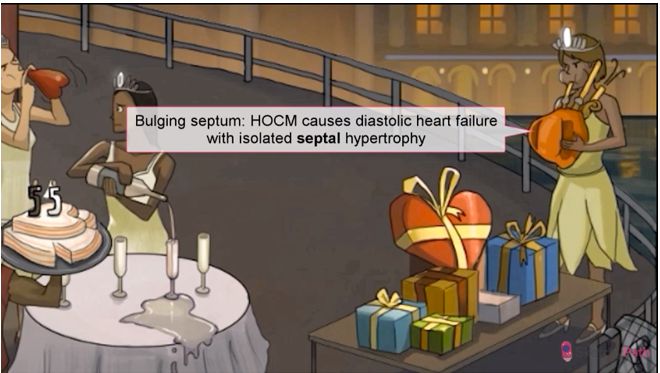 Bulging septum: HOCM causes diastolic heart failure
with isolated septal hypertrophy
55